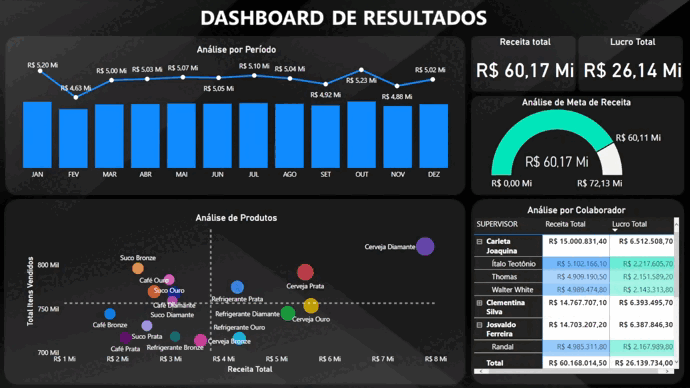 DASHBOARD DE RESULTADOS
Análise por Período
R$ 5,20 Mi
R$ 4,63 Mi
R$ 5,00 Mi
R$ 5,03 Mi
R$ 5,07 Mi
R$ 5,05 Mi
R$ 5,10 Mi
R$ 5,04 Mi
R$ 4,92 Mi
R$ 5,23 Mi
R$ 4,88 Mi
R$ 5,02 Mi
JAN FEV MAR ABR MAI JUN JUL AGO SET OUT NOV DEZ
Receita total
R$ 60,17 Mi
Lucro Total
R$ 26,14 Mi
Análise de Meta de Receita
R$ 60,11 Mi
R$ 60,17 Mi
R$ 0,00 Mi
R$ 72,13 Mi
Análise de Produtos
Total Itens Vendidos
800 Mil
750 Mil
700 Mil
Cerveja Diamante
Suco Bronze
Café Ouro
Suco Ouro
Café Diamante
Cerveja Prata
Refrigerante Prata
Cerveja Ouro
Refrigerante Diamante
Suco Diamante
Café Bronze
Refrigerante Ouro
Suco Prata
Café Prata
Refrigerante Bronze
Cerveja Bronze
R$ 1 Mi R$ 2 Mi R$ 3 Mi R$ 4 Mi R$ 5 Mi R$ 6 Mi R$ 7 Mi R$ 8 Mi
Receita Total
Análise por Colaborador
SUPERVISOR Receita Total Lucro Total
Carleta Joaquina R$ 15.000.831,40 R$ 6.512.508,70
Ítalo Teotônio R$ 5.102.166,10 R$ 2.217.605,70
Thomas R$ 4.909.190,50 R$ 2.151.589,20
Walter White R$ 4.989.474,80 R$ 2.143.313,80
Clementina Silva R$ 14.767.707,10 R$ 6.393.495,70
Josvaldo Ferreira R$ 14.703.207,20 R$ 6.387.846,30
Randal R$ 4.985.311,80 R$ 2.167.989,80
Total R$ 60.168.014,50 R$ 26.139.734,00